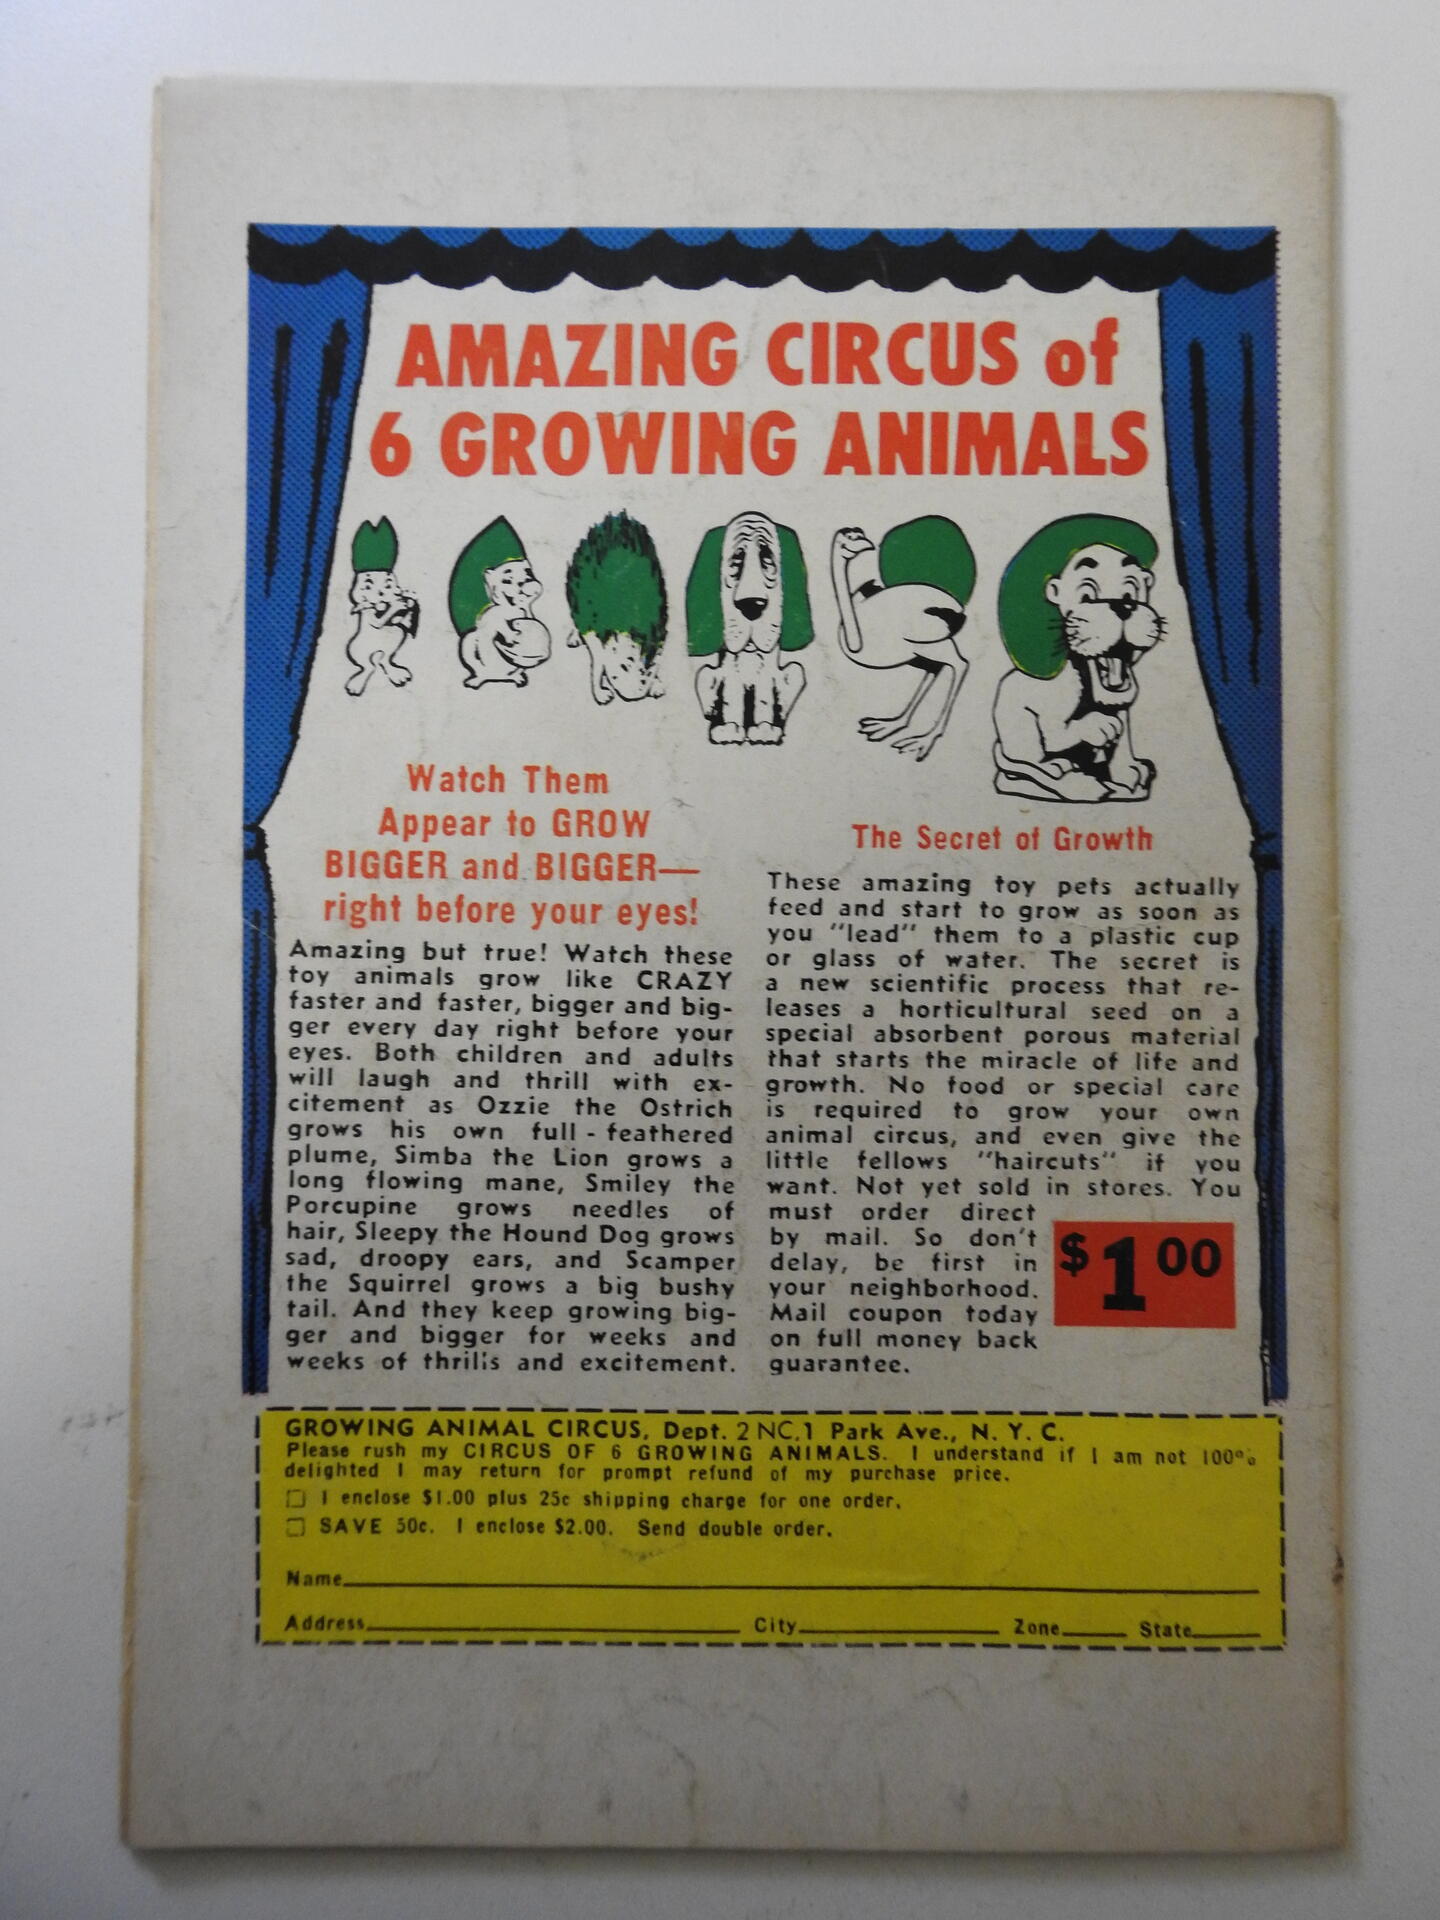 AMAZING CIRCUS of
6 GROWING ANIMALS
Watch Them
Appear to GROW
BIGGER and BIGGER—
right before your eyes!
Amazing but true! Watch these
toy animals grow like CRAZY
faster and faster, bigger and big-
ger every day right before your
eyes. Both children and adults
will laugh and thrill with ex-
citement as Ozzie the Ostrich
grows his own full-feathered
plume, Simba the Lion grows a
long flowing mane, Smiley the
Porcupine grows needles of
hair, Sleepy the Hound Dog grows
sad, droopy ears, and Scamper
the Squirrel grows a big bushy
tail. And they keep growing big-
ger and bigger for weeks and
weeks of thrills and excitement.
The Secret of Growth
These amazing toy pets actually
feed and start to grow as soon as
you "lead" them to a plastic cup
or glass of water. The secret is
a new scientific process that re-
leases a horticultural seed on a
special absorbent porous material
that starts the miracle of life and
growth. No food or special care
is required to grow your own
animal circus, and even give the
little fellows "haircuts" if you
want. Not yet sold in stores. You
must order direct
by mail. So don't
delay, be first in
your neighborhood.
Mail coupon today
on full money back
guarantee.
$1 00
GROWING ANIMAL CIRCUS, Dept. 2NC,1 Park Ave., N. Y. C.
Please rush my CIRCUS OF 6 GROWING ANIMALS. I understand if I am not 100%
delighted I may return for prompt refund of my purchase price.
I enclose $1.00 plus 25c shipping charge for one order.
SAVE 50c. I enclose $2.00. Send double order.
Name
Address City Zone State